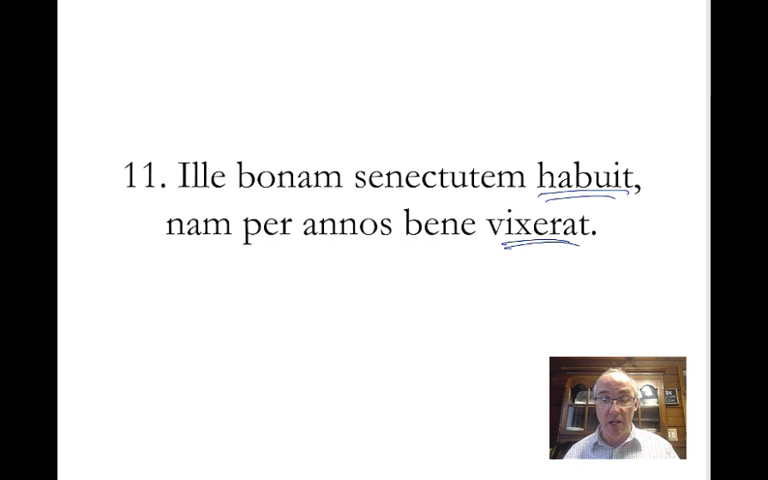 11. Ille bonam senectutem habuit,
nam per annos bene vixerat.